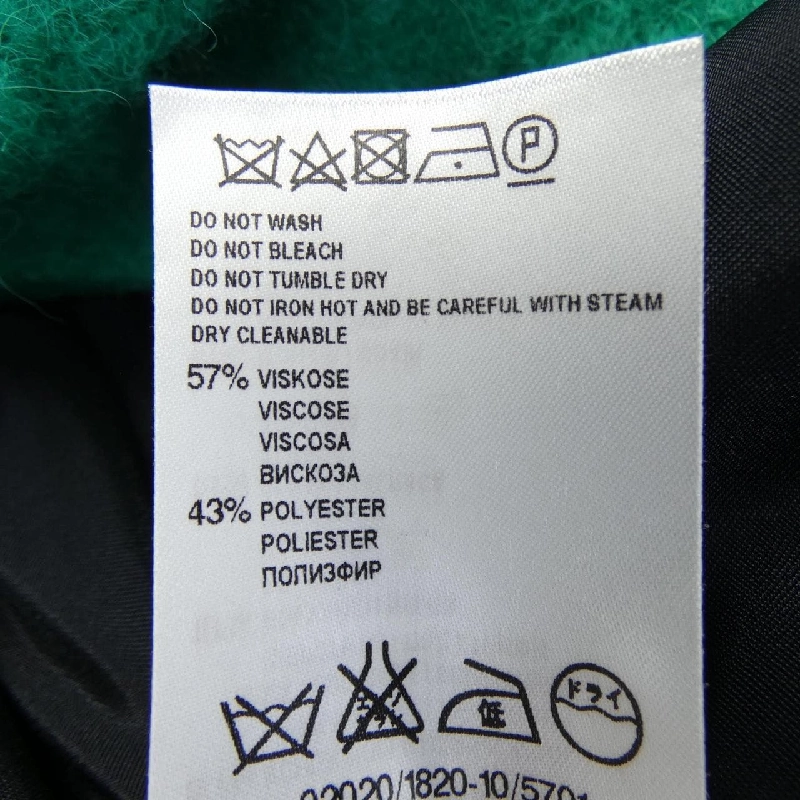 P
DO NOT WASH
DO NOT BLEACH
DO NOT TUMBLE DRY
DO NOT IRON HOT AND BE CAREFUL WITH STEAM
DRY CLEANABLE
57% VISKOSE
VISCOSE
VISCOSA
ВИСКОЗА
43% POLYESTER
POLIESTER
ПОЛИЗФИР
低
ドライ